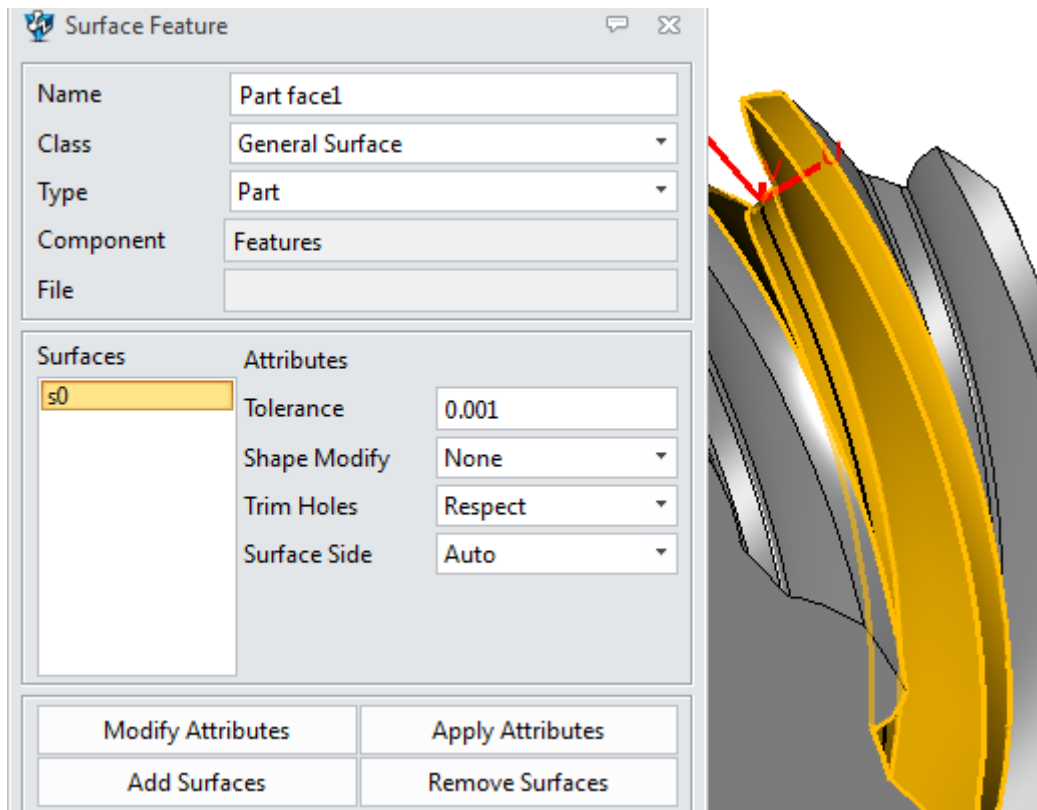 Surface Feature
Name Part face1
Class General Surface
Type Part
Component Features
File
Surfaces Attributes
s0
Tolerance 0.001
Shape Modify None
Trim Holes Respect
Surface Side Auto
Modify Attributes Apply Attributes
Add Surfaces Remove Surfaces